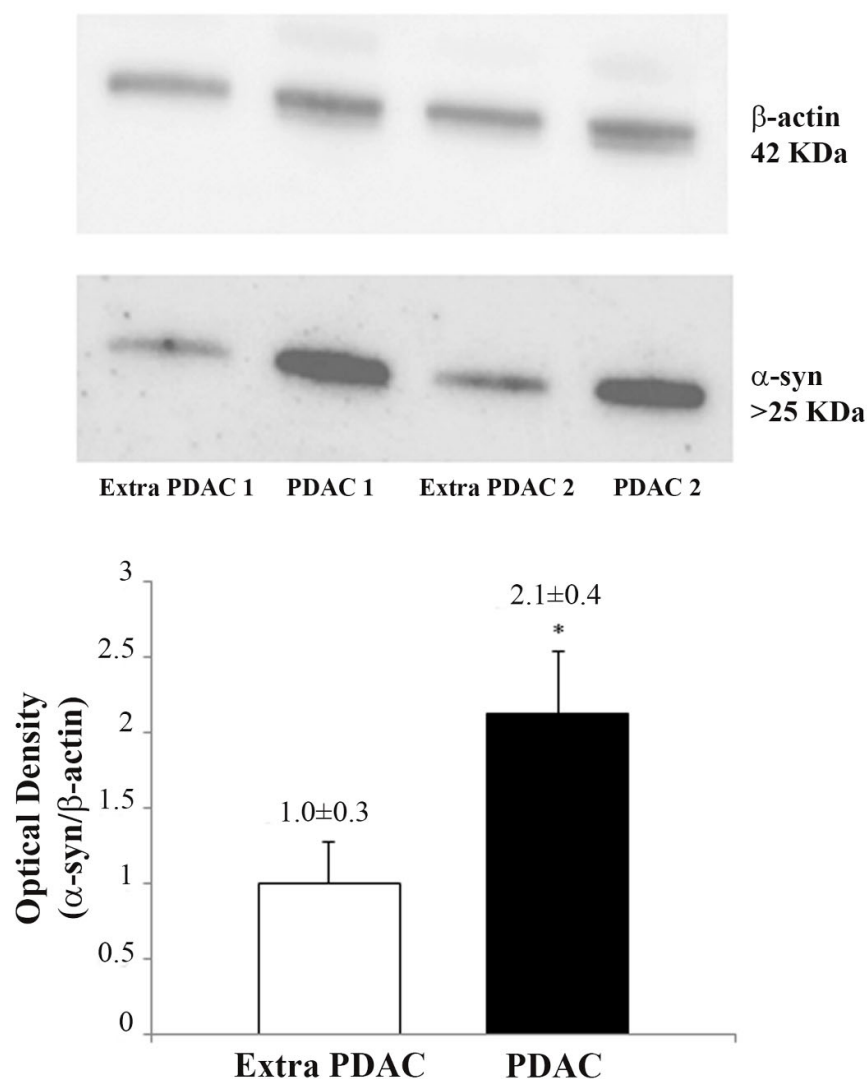 β-actin
42 KDa
α-syn
>25 KDa
Extra PDAC 1 PDAC 1 Extra PDAC 2 PDAC 2
3
2.5
2
1.5
1
0.5
0
Optical Density
(α-syn/β-actin)
1.0±0.3
2.1±0.4
*
Extra PDAC PDAC